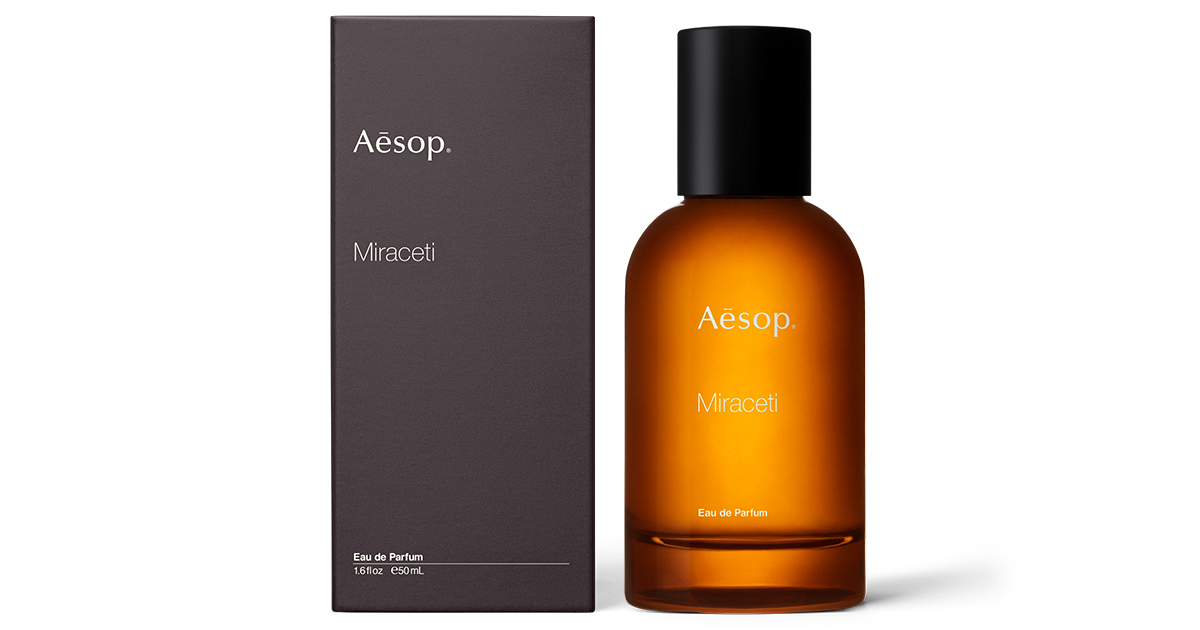 Aēsop®
Miraceti
Eau de Parfum
1.6 fl oz ℮50 mL
Aēsop®
Miraceti
Eau de Parfum